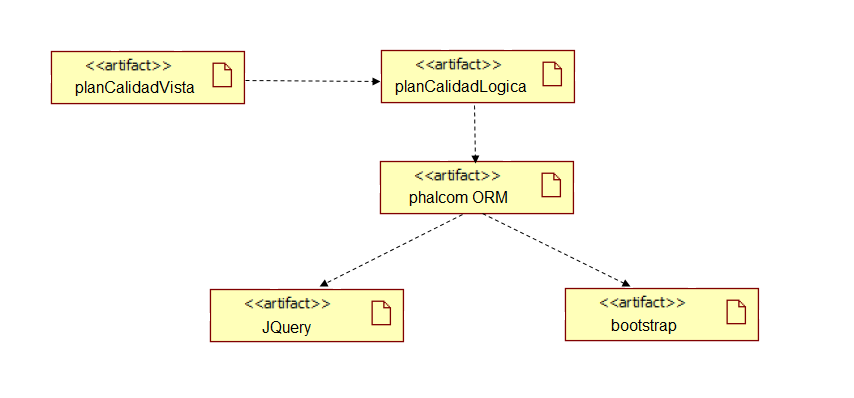 <<artifact>>
planCalidadVista
<<artifact>>
planCalidadLogica
<<artifact>>
phalcom ORM
<<artifact>>
JQuery
<<artifact>>
bootstrap